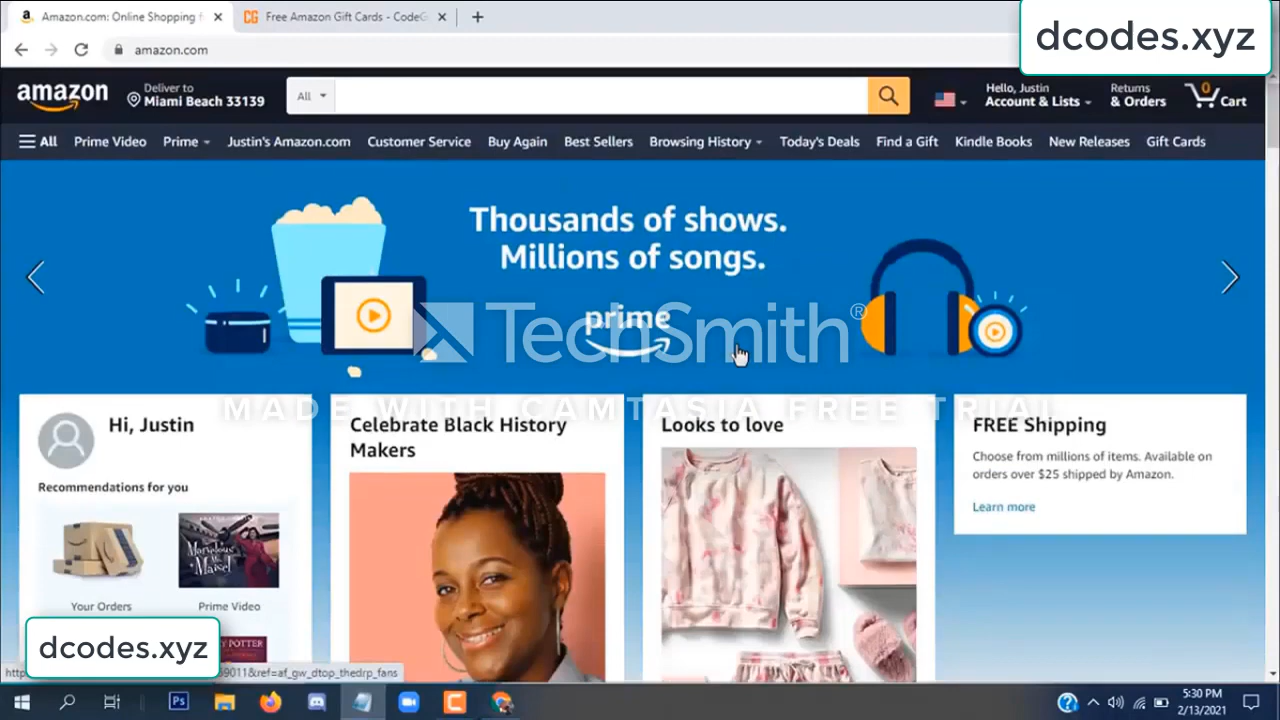 Amazon.com: Online Shopping f
Free Amazon Gift Cards - CodeG
dcodes.xyz
amazon.com
amazon
Deliver to
Miami Beach 33139
All
Hello, Justin
Account & Lists
Returns
& Orders
0
Cart
All
Prime Video
Prime
Justin's Amazon.com
Customer Service
Buy Again
Best Sellers
Browsing History
Today's Deals
Find a Gift
Kindle Books
New Releases
Gift Cards
Thousands of shows.
Millions of songs.
prime
TechSmith®
MADE WITH CAMTASIA FREE TRIAL
Hi, Justin
Recommendations for you
Your Orders
Prime Video
Celebrate Black History
Makers
Looks to love
FREE Shipping
Choose from millions of items. Available on
orders over $25 shipped by Amazon.
Learn more
dcodes.xyz
9011&ref=af_gw_dtop_thedrp_fans
Ps
5:30 PM
2/13/2021